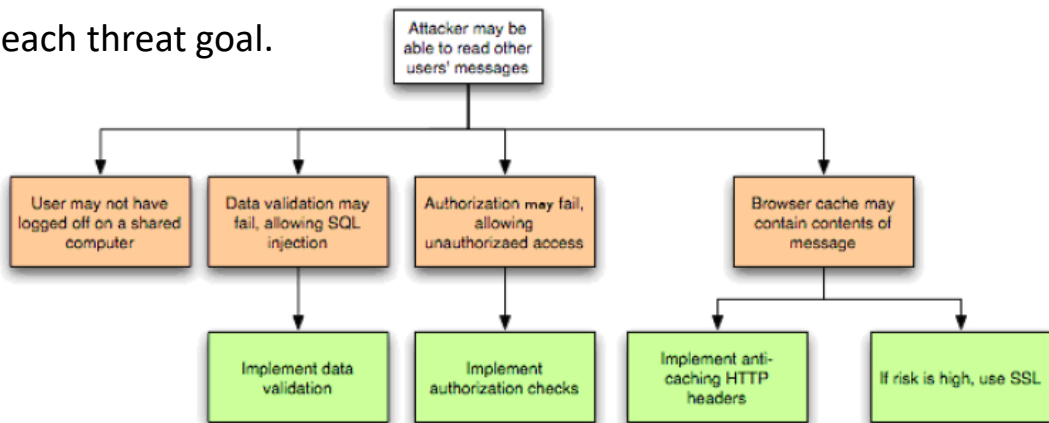 each threat goal.
Attacker may be
able to read other
users' messages
User may not have
logged off on a shared
computer
Data validation may
fail, allowing SQL
injection
Authorization may fail,
allowing
unauthorizaed access
Browser cache may
contain contents of
message
Implement data
validation
Implement
authorization checks
Implement anti-
caching HTTP
headers
If risk is high, use SSL